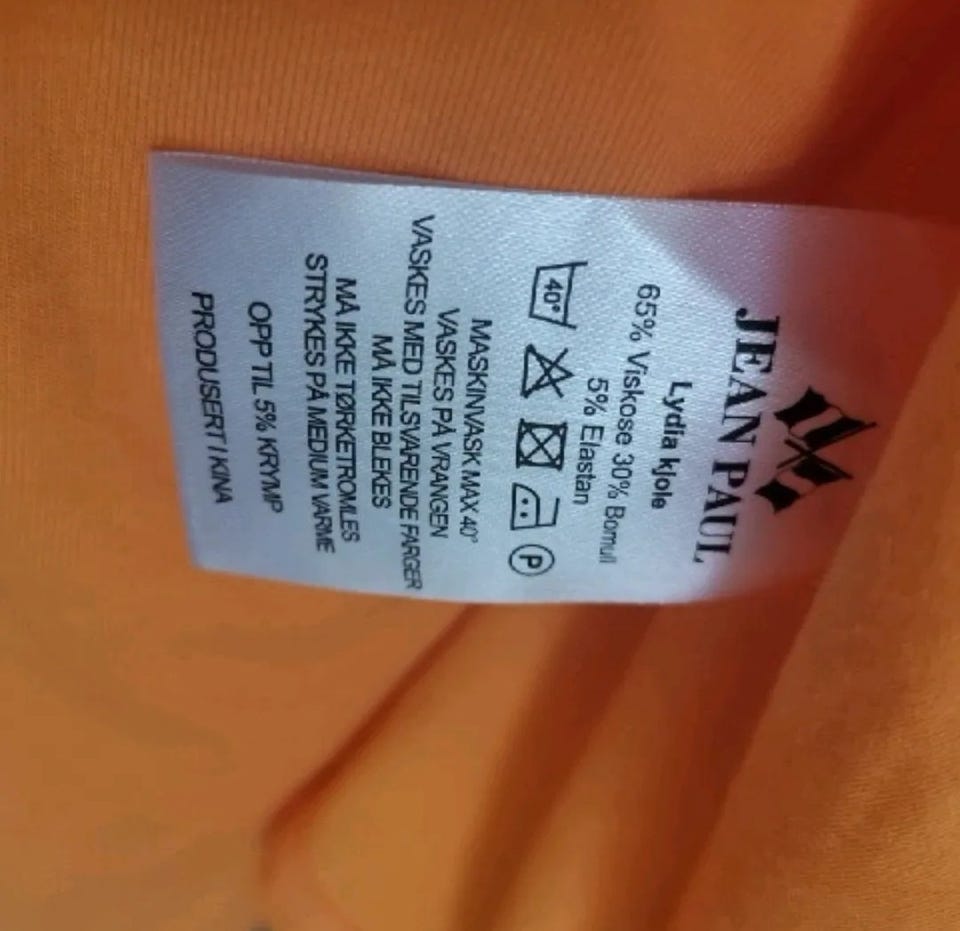 JEAN PAUL
Lydia kjole
65% Viskose 30% Bomull
5% Elastan
40° P
MASKINVASK MAX 40°
VASKES PÅ VRANGEN
VASKES MED TILSVARENDE FARGER
MÅ IKKE BLEKES
MÅ IKKE TØRKETROMLES
STRYKES PÅ MEDIUM VARME
OPP TIL 5% KRYMP
PRODUSERT I KINA